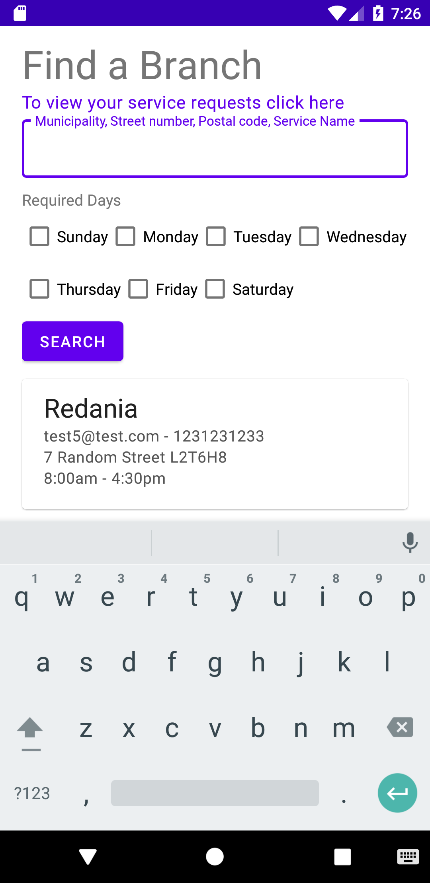 7:26
Find a Branch
To view your service requests click here
Municipality, Street number, Postal code, Service Name
Required Days
Sunday Monday Tuesday Wednesday
Thursday Friday Saturday
SEARCH
Redania
test5@test.com - 1231231233
7 Random Street L2T6H8
8:00am - 4:30pm
1 2 3 4 5 6 7 8 9 0
q w e r t y u i o p
a s d f g h j k l
z x c v b n m
?123 , .